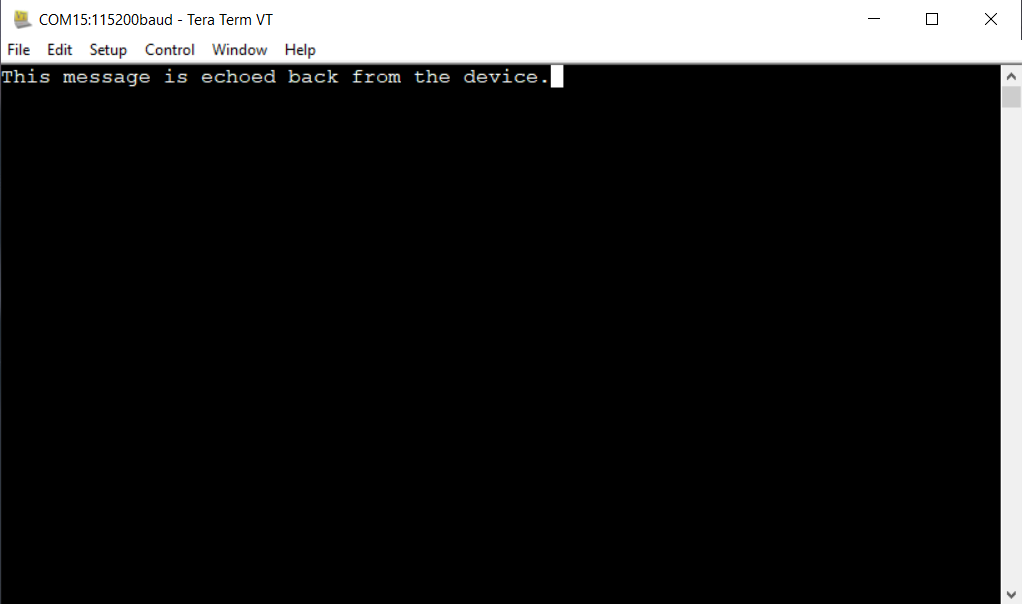 COM15:115200baud - Tera Term VT
File Edit Setup Control Window Help
This message is echoed back from the device.